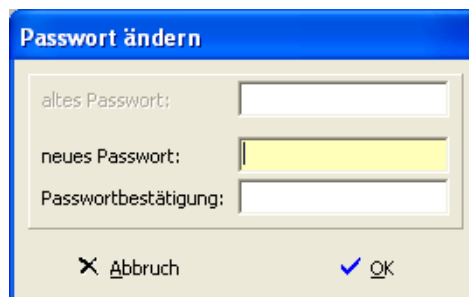 Passwort ändern
altes Passwort:
neues Passwort:
Passwortbestätigung:
Abbruch OK